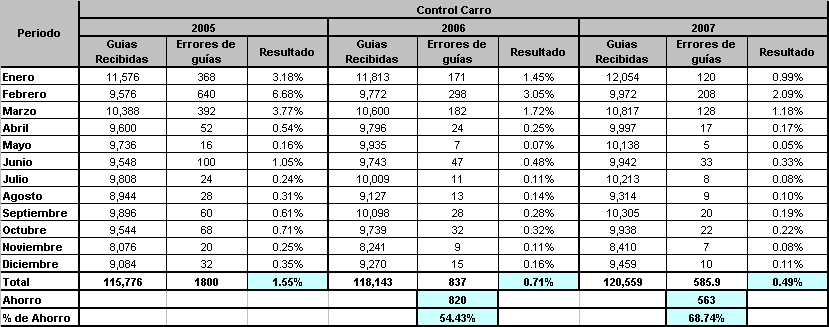 Control Carro
Periodo 2005 2006 2007
Guias Recibidas Errores de guías Resultado Guias Recibidas Errores de guías Resultado Guias Recibidas Errores de guías Resultado
Enero 11,576 368 3.18% 11,813 171 1.45% 12,054 120 0.99%
Febrero 9,576 640 6.68% 9,772 298 3.05% 9,972 208 2.09%
Marzo 10,388 392 3.77% 10,600 182 1.72% 10,817 128 1.18%
Abril 9,600 52 0.54% 9,796 24 0.25% 9,997 17 0.17%
Mayo 9,736 16 0.16% 9,935 7 0.07% 10,138 5 0.05%
Junio 9,548 100 1.05% 9,743 47 0.48% 9,942 33 0.33%
Julio 9,808 24 0.24% 10,009 11 0.11% 10,213 8 0.08%
Agosto 8,944 28 0.31% 9,127 13 0.14% 9,314 9 0.10%
Septiembre 9,896 60 0.61% 10,098 28 0.28% 10,305 20 0.19%
Octubre 9,544 68 0.71% 9,739 32 0.32% 9,938 22 0.22%
Noviembre 8,076 20 0.25% 8,241 9 0.11% 8,410 7 0.08%
Diciembre 9,084 32 0.35% 9,270 15 0.16% 9,459 10 0.11%
Total 115,776 1800 1.55% 118,143 837 0.71% 120,559 585.9 0.49%
Ahorro 820 563
% de Ahorro 54.43% 68.74%